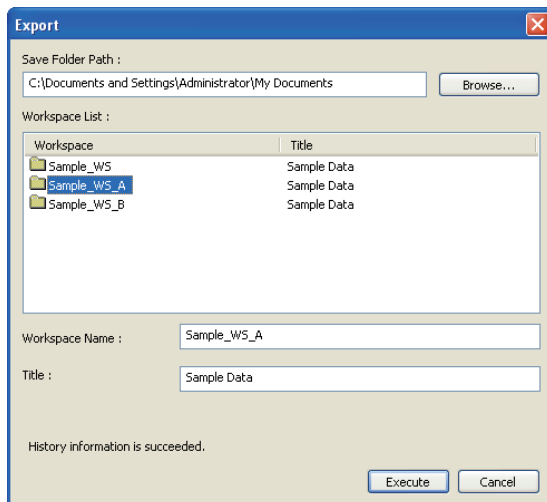 Export
Save Folder Path :
C:\Documents and Settings\Administrator\My Documents
Browse...
Workspace List :
Workspace Title
Sample_WS Sample Data
Sample_WS_A Sample Data
Sample_WS_B Sample Data
Workspace Name : Sample_WS_A
Title : Sample Data
History information is succeeded.
Execute Cancel